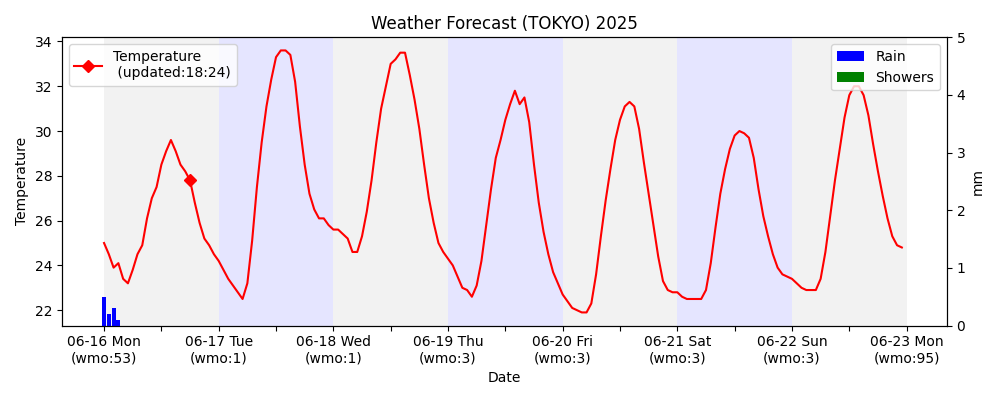 Weather Forecast (TOKYO) 2025
Temperature
(updated:18:24)
Rain
Showers
Temperature
34
32
30
28
26
24
22
5
4
3
2
1
0
mm
06-16 Mon
(wmo:53)
06-17 Tue
(wmo:1)
06-18 Wed
(wmo:1)
06-19 Thu
(wmo:3)
06-20 Fri
(wmo:3)
06-21 Sat
(wmo:3)
06-22 Sun
(wmo:3)
06-23 Mon
(wmo:95)
Date